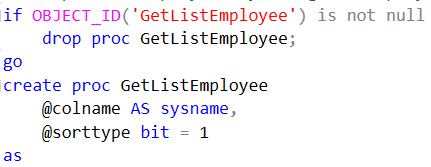 if OBJECT_ID('GetListEmployee') is not null
drop proc GetListEmployee;
go
create proc GetListEmployee
@colname AS sysname,
@sorttype bit = 1
as